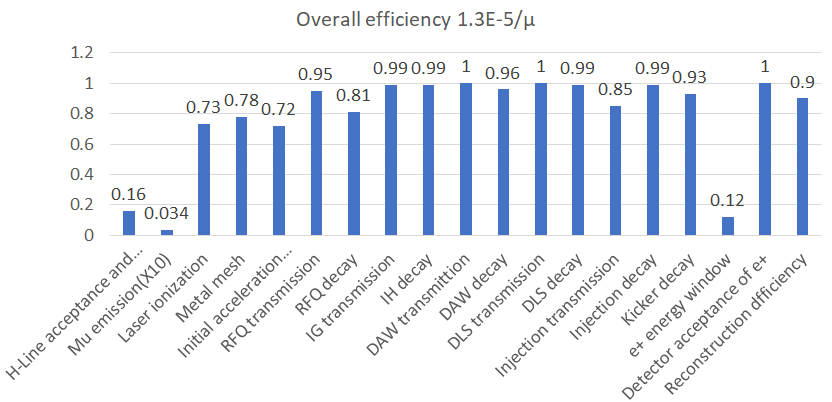 Overall efficiency 1.3E-5/μ
1.2
1
0.8
0.6
0.4
0.2
0
0.16
0.034
0.73
0.78
0.72
0.95
0.81
0.99
0.99
1
0.96
1
0.99
0.85
0.99
0.93
0.12
1
0.9
H-Line acceptance and...
Mu emission(X10)
Laser ionization
Metal mesh
Initial acceleration...
RFQ transmission
RFQ decay
IG transmission
IH decay
DAW transmittion
DAW decay
DLS transmission
DLS decay
Injection transmission
Injection decay
Kicker decay
e+ energy window
Detector acceptance of e+
Reconstruction dfficiency